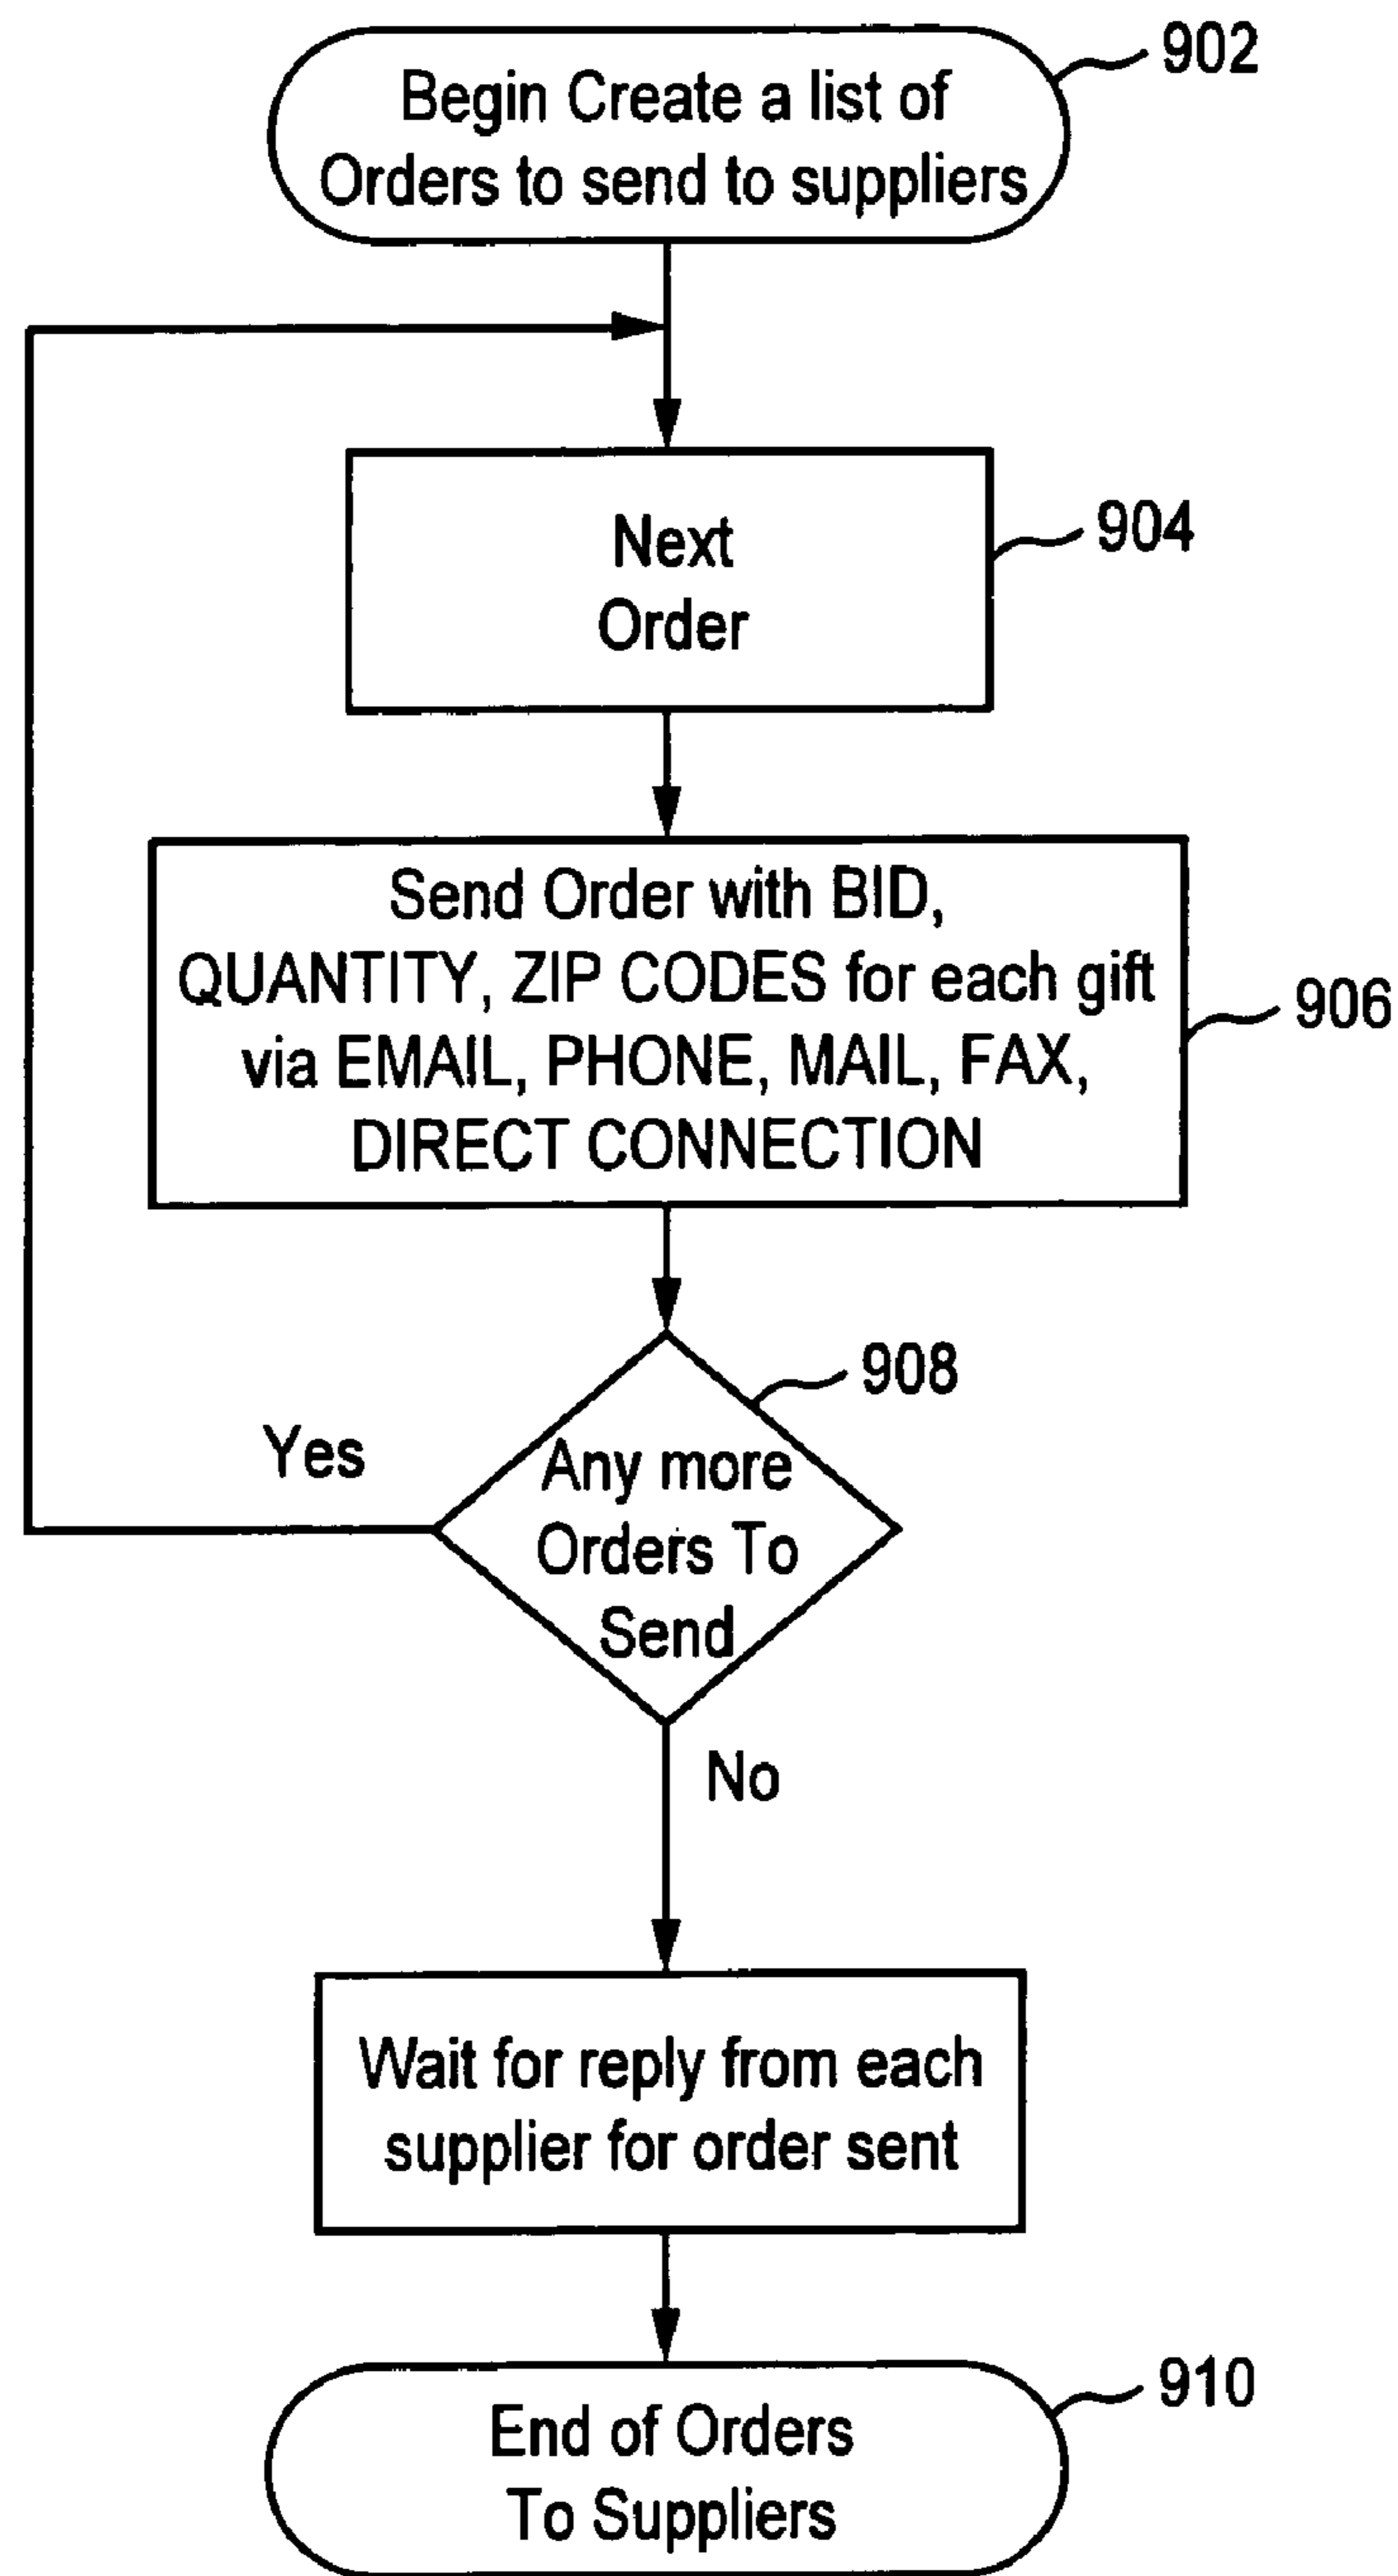 Begin Create a list of
Orders to send to suppliers
902
Next
Order
904
Send Order with BID,
QUANTITY, ZIP CODES for each gift
via EMAIL, PHONE, MAIL, FAX,
DIRECT CONNECTION
906
908
Yes
Any more
Orders To
Send
No
Wait for reply from each
supplier for order sent
910
End of Orders
To Suppliers